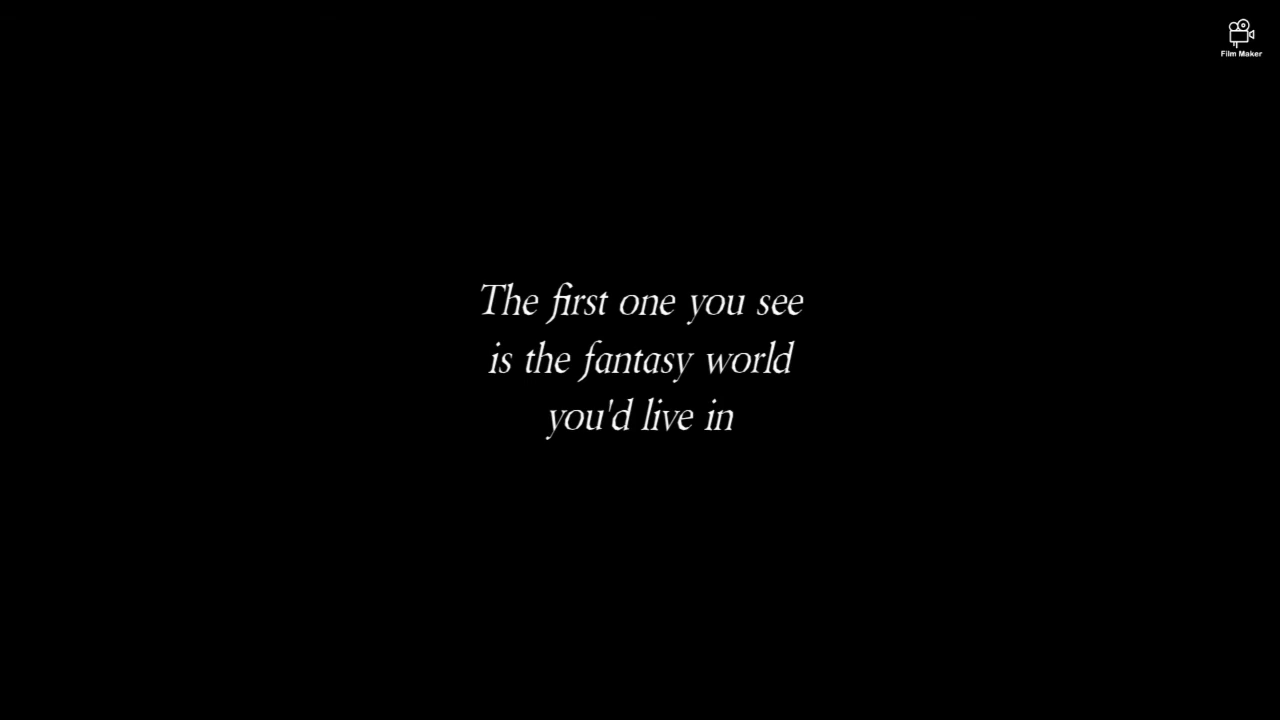 Film Maker
The first one you see
is the fantasy world
you'd live in